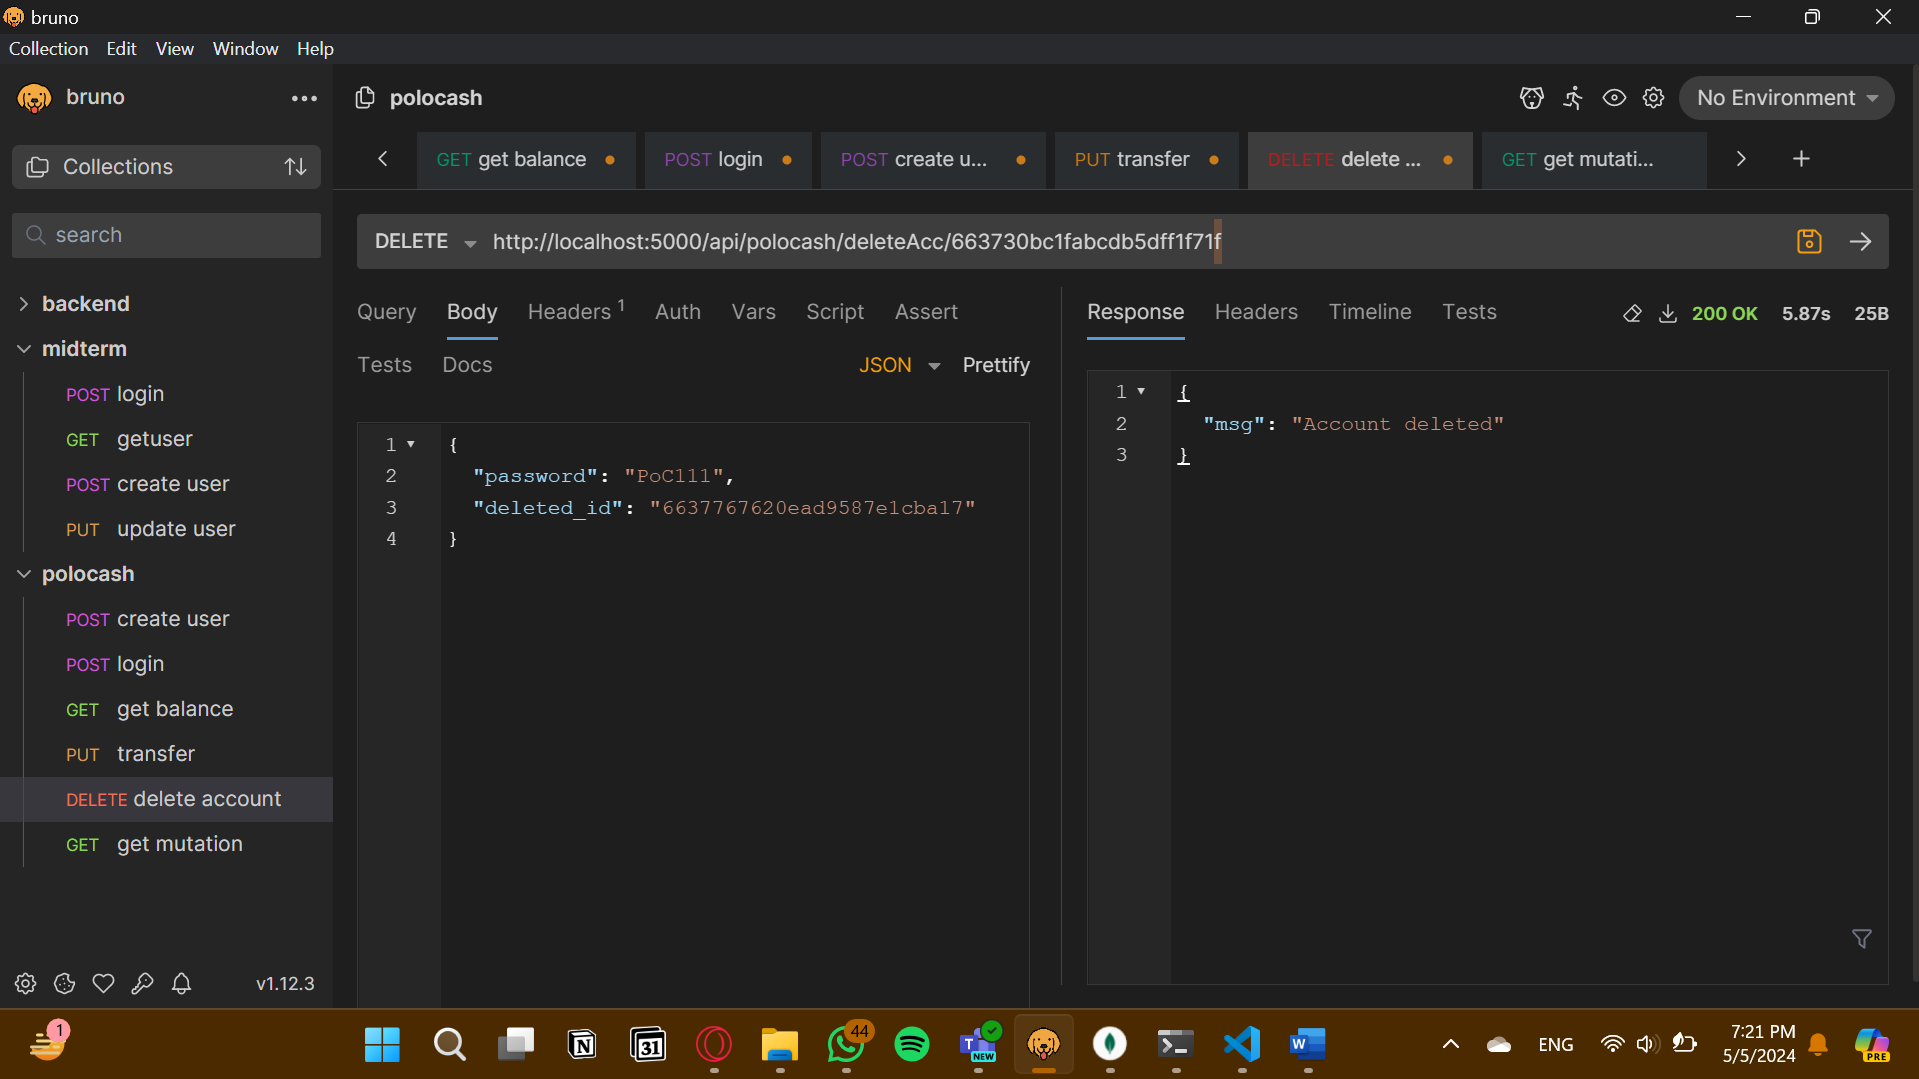 bruno
Collection Edit View Window Help
bruno
polocash
No Environment
Collections
GET get balance
POST login
POST create u...
PUT transfer
DELETE delete ...
GET get mutati...
search
DELETE http://localhost:5000/api/polocash/deleteAcc/663730bc1fabcdb5dff1f71f
Query Body Headers 1 Auth Vars Script Assert
Tests Docs JSON Prettify
Response Headers Timeline Tests 200 OK 5.87s 25B
backend
midterm
POST login
GET getuser
POST create user
PUT update user
polocash
POST create user
POST login
GET get balance
PUT transfer
DELETE delete account
GET get mutation
1 {
2 "password": "PoC111",
3 "deleted_id": "6637767620ead9587e1cba17"
4 }
1 {
2 "msg": "Account deleted"
3 }
v1.12.3
1
31
44
NEW
ENG
7:21 PM
5/5/2024
PRE